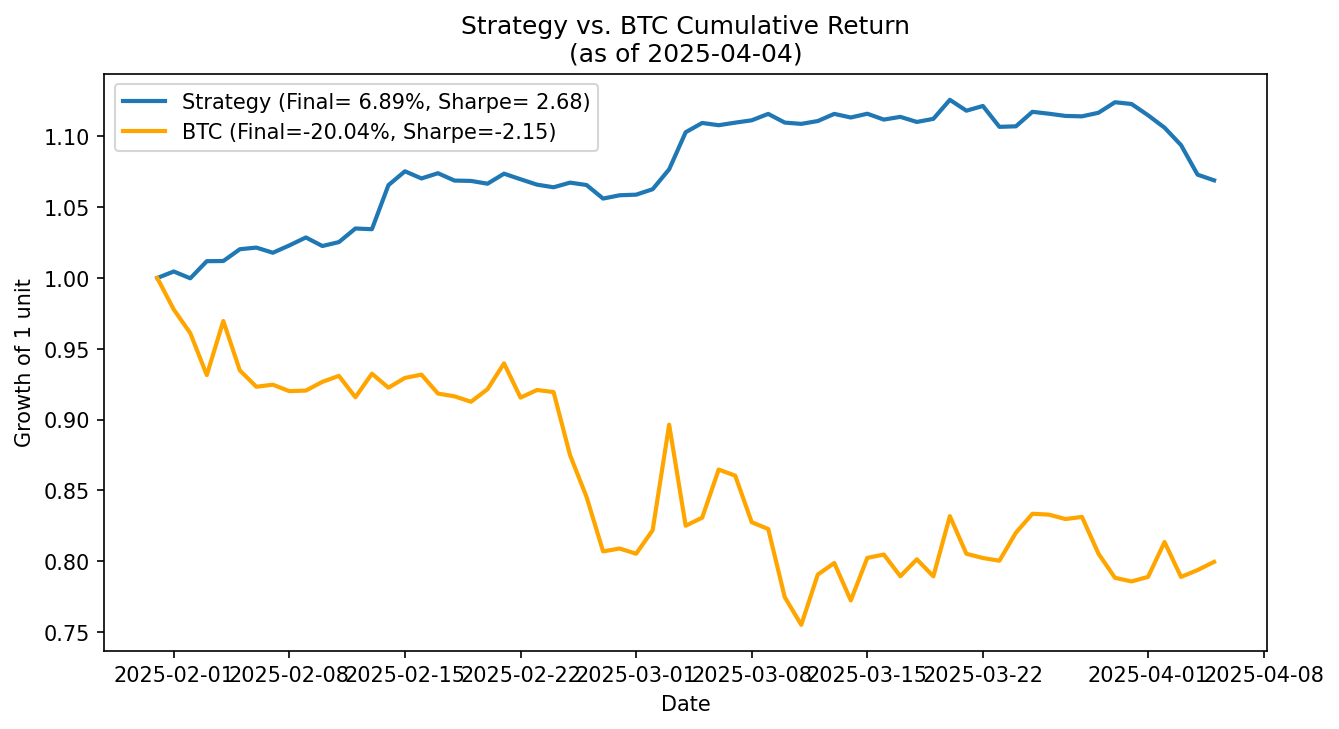 Strategy vs. BTC Cumulative Return
(as of 2025-04-04)
Strategy (Final= 6.89%, Sharpe= 2.68)
BTC (Final=-20.04%, Sharpe=-2.15)
Growth of 1 unit
1.10
1.05
1.00
0.95
0.90
0.85
0.80
0.75
2025-02-01 2025-02-08 2025-02-15 2025-02-22 2025-03-01 2025-03-08 2025-03-15 2025-03-22 2025-04-01 2025-04-08
Date